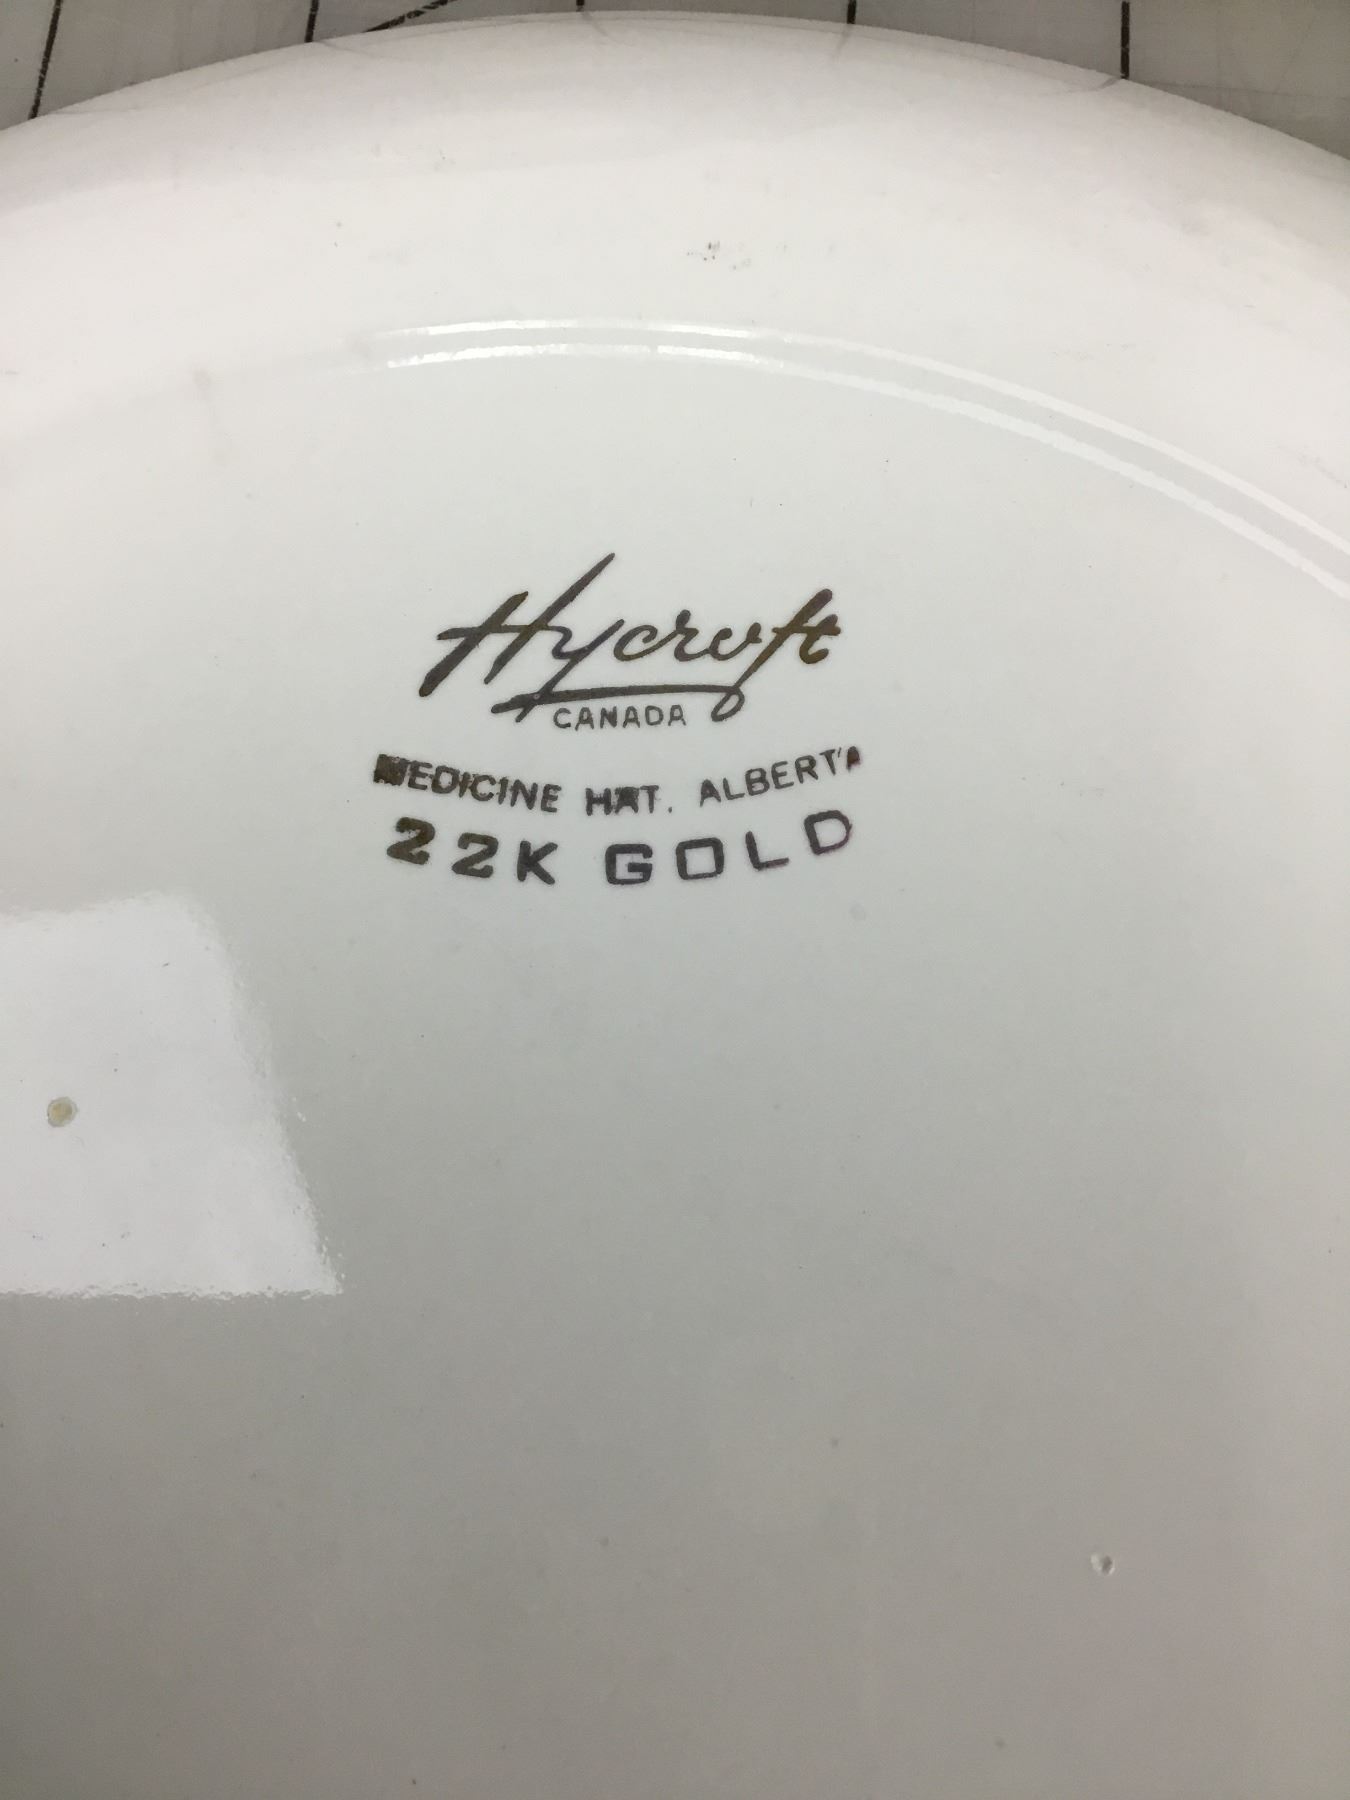 Hycroft
CANADA
MEDICINE HAT. ALBERTA
22K GOLD